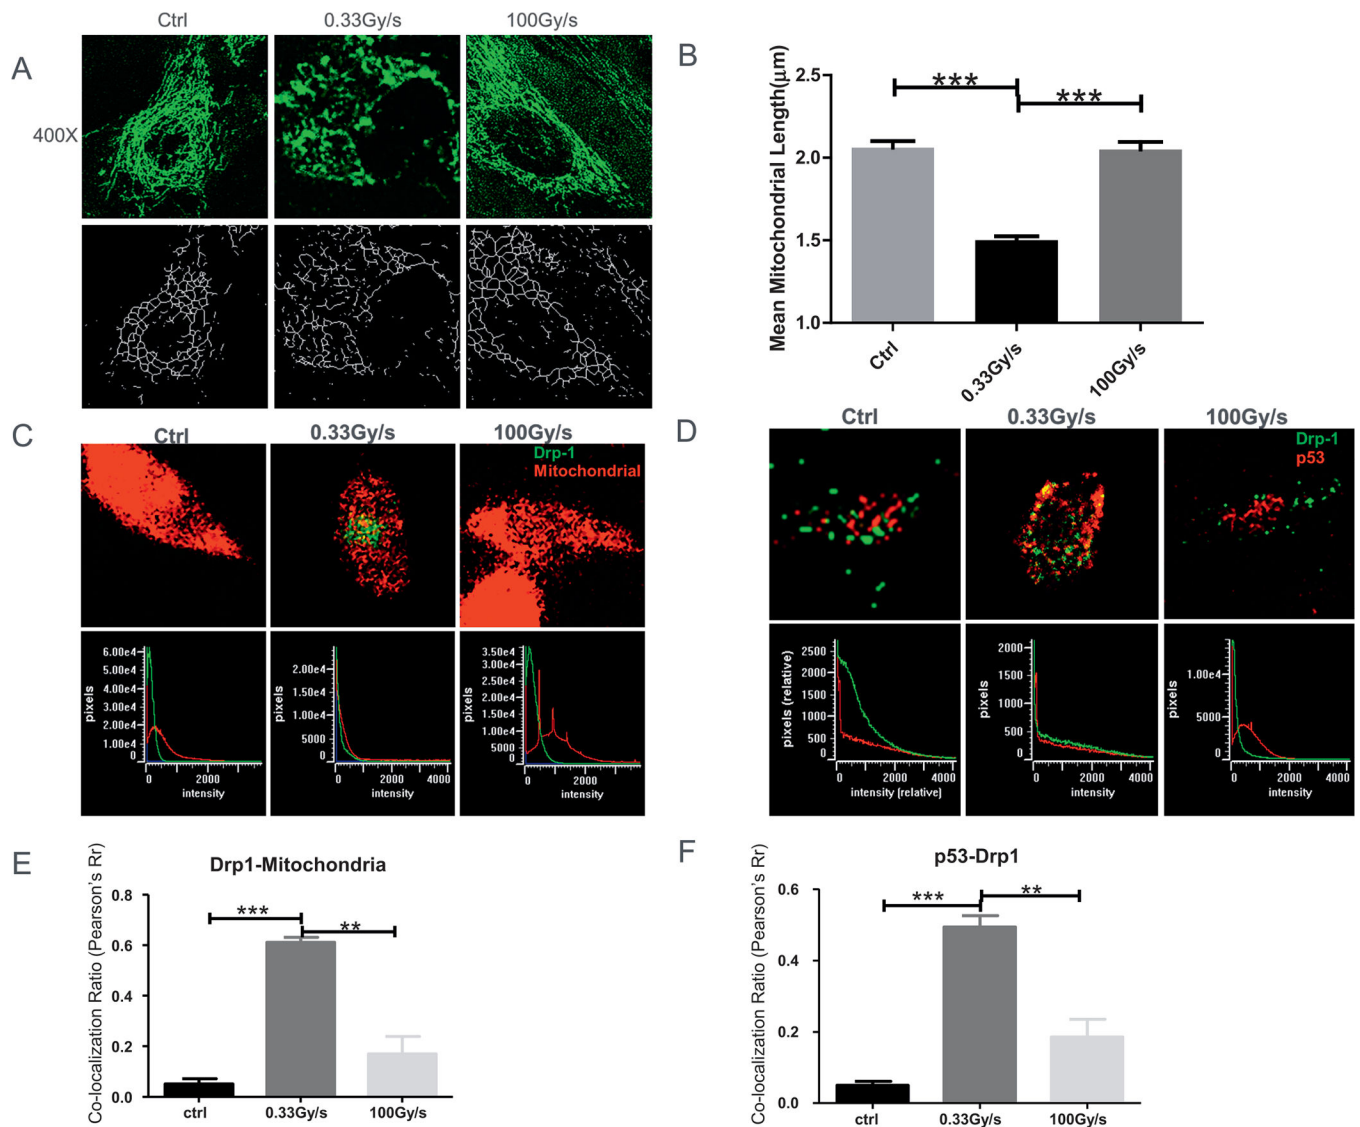 Ctrl 0.33Gy/s 100Gy/s
A
400X
B
Mean Mitochondrial Length(μm)
2.5
2.0
1.5
1.0
***
***
Ctrl
0.33Gy/s
100Gy/s
C
Ctrl 0.33Gy/s 100Gy/s
Drp-1
Mitochondrial
pixels
6.00e4
5.00e4
4.00e4
3.00e4
2.00e4
1.00e4
0
0 2000
intensity
pixels
2.00e4
1.50e4
1.00e4
5000
0
0 2000 4000
intensity
pixels
3.50e4
3.00e4
2.50e4
2.00e4
1.50e4
1.00e4
5000
0
0 2000
intensity
D
Ctrl 0.33Gy/s 100Gy/s
Drp-1
p53
pixels (relative)
2500
2000
1500
1000
500
0
0 2000 4000
intensity (relative)
pixels
2000
1500
1000
500
0
0 2000 4000
intensity
pixels
1.00e4
5000
0
0 2000 4000
intensity
E
Drp1-Mitochondria
Co-localization Ratio (Pearson's Rr)
0.8
0.6
0.4
0.2
0.0
***
**
ctrl 0.33Gy/s 100Gy/s
F
p53-Drp1
Co-localization Ratio (Pearson's Rr)
0.6
0.4
0.2
0.0
***
**
ctrl 0.33Gy/s 100Gy/s